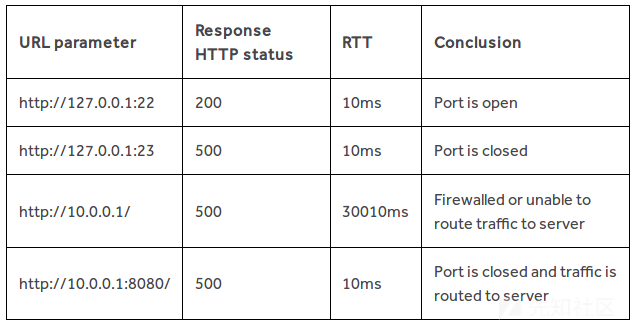 URL parameter
Response
HTTP status
RTT
Conclusion
http://127.0.0.1:22
200
10ms
Port is open
http://127.0.0.1:23
500
10ms
Port is closed
http://10.0.0.1/
500
30010ms
Firewalled or unable to
route traffic to server
http://10.0.0.1:8080/
500
10ms
Port is closed and traffic is
routed to server
先知社区